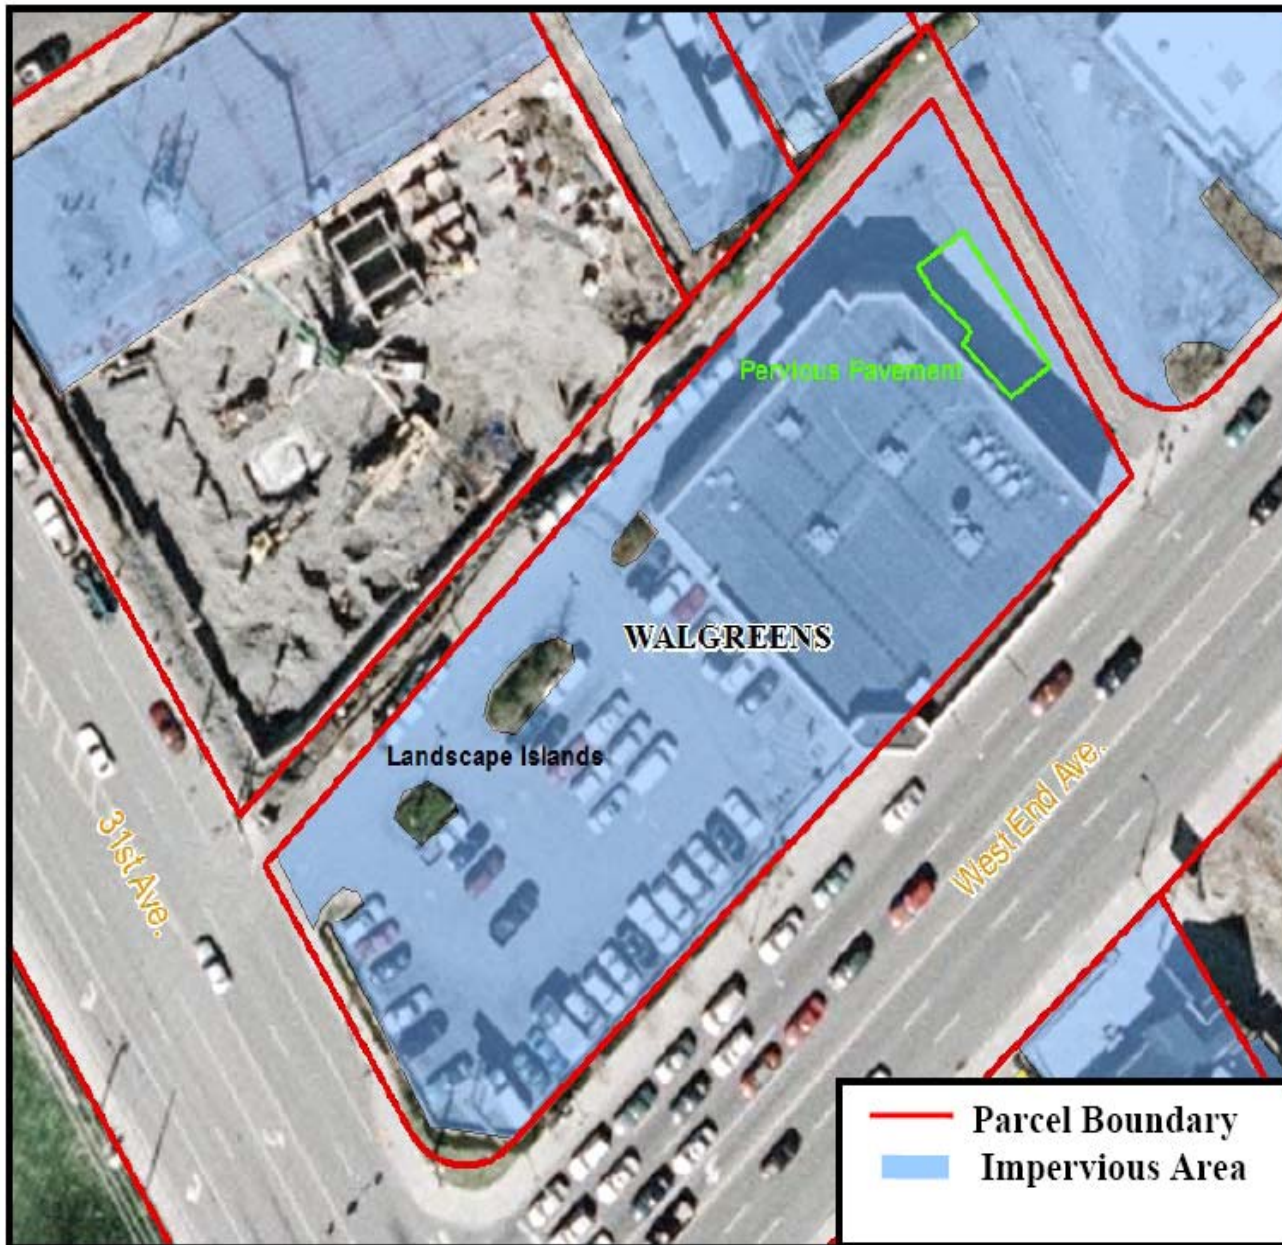 Pervious Pavement
WALGREENS
Landscape Islands
31st Ave.
West End Ave.
Parcel Boundary
Impervious Area